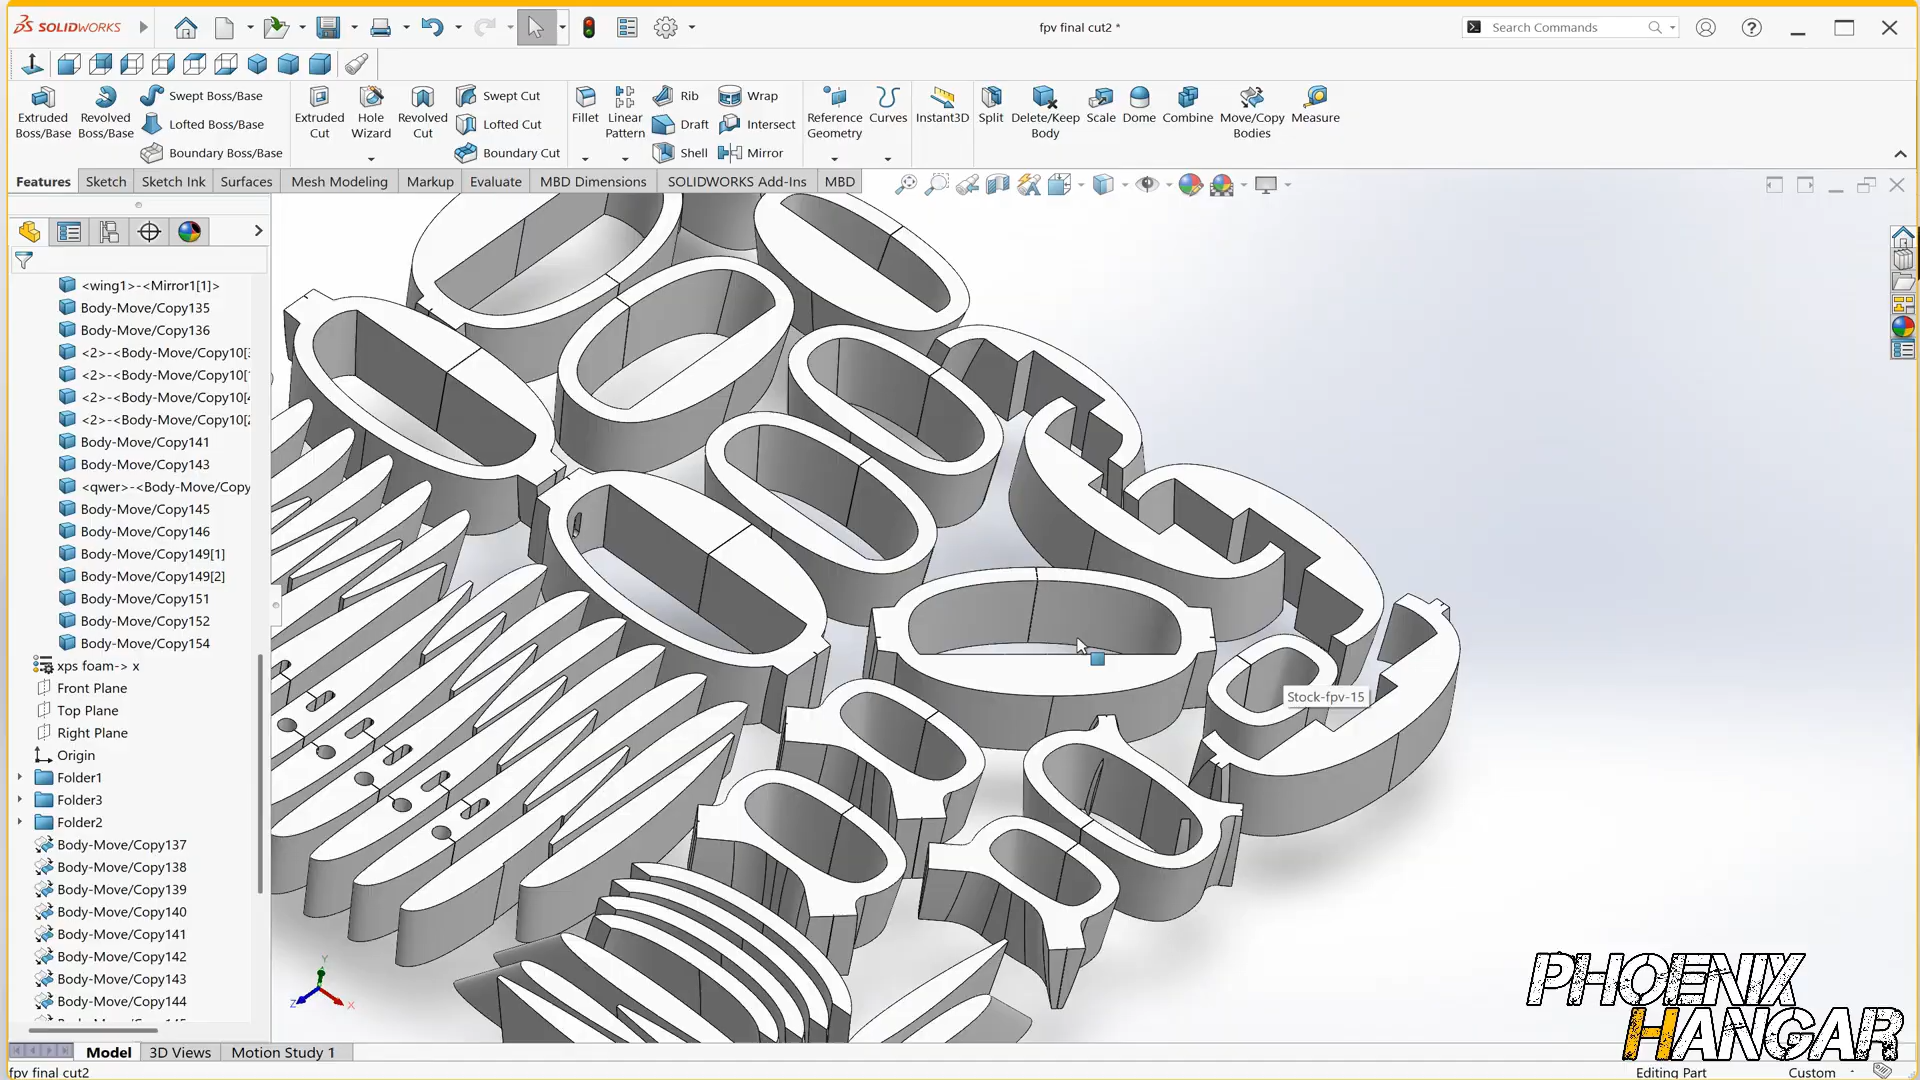 SOLIDWORKS
fpv final cut2 *
Search Commands
Extruded Boss/Base
Revolved Boss/Base
Swept Boss/Base
Lofted Boss/Base
Boundary Boss/Base
Extruded Cut
Hole Wizard
Revolved Cut
Swept Cut
Lofted Cut
Boundary Cut
Fillet
Linear Pattern
Rib
Draft
Shell
Wrap
Intersect
Mirror
Reference Geometry
Curves
Instant3D
Split
Delete/Keep Body
Scale
Dome
Combine
Move/Copy Bodies
Measure
Features
Sketch
Sketch Ink
Surfaces
Mesh Modeling
Markup
Evaluate
MBD Dimensions
SOLIDWORKS Add-Ins
MBD
<wing1>-<Mirror1[1]>
Body-Move/Copy135
Body-Move/Copy136
<2>-<Body-Move/Copy10[
<2>-<Body-Move/Copy10[
<2>-<Body-Move/Copy10[
<2>-<Body-Move/Copy10[
Body-Move/Copy141
Body-Move/Copy143
<qwer>-<Body-Move/Copy
Body-Move/Copy145
Body-Move/Copy146
Body-Move/Copy149[1]
Body-Move/Copy149[2]
Body-Move/Copy151
Body-Move/Copy152
Body-Move/Copy154
xps foam-> x
Front Plane
Top Plane
Right Plane
Origin
Folder1
Folder3
Folder2
Body-Move/Copy137
Body-Move/Copy138
Body-Move/Copy139
Body-Move/Copy140
Body-Move/Copy141
Body-Move/Copy142
Body-Move/Copy143
Body-Move/Copy144
Stock-fpv-15
Y
Z
X
PHOENIX
HANGAR
Model
3D Views
Motion Study 1
fpv final cut2
Editing Part
Custom